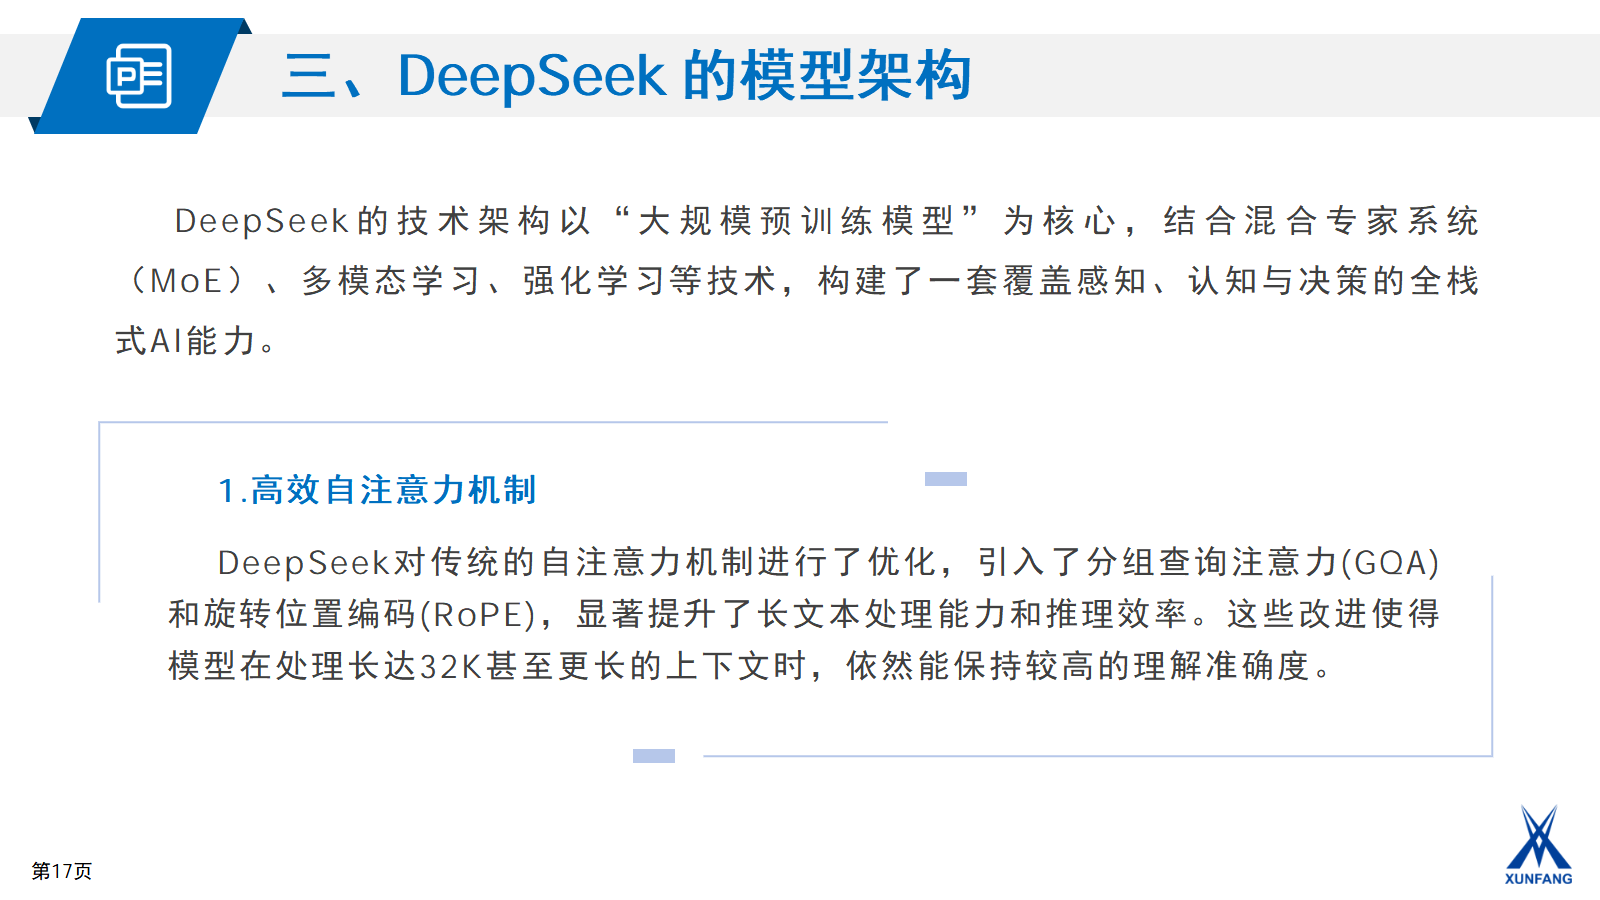 三、DeepSeek 的模型架构
DeepSeek的技术架构以“大规模预训练模型”为核心，结合混合专家系统
（MoE）、多模态学习、强化学习等技术，构建了一套覆盖感知、认知与决策的全栈
式AI能力。
1.高效自注意力机制
DeepSeek对传统的自注意力机制进行了优化，引入了分组查询注意力(GQA)
和旋转位置编码(RoPE)，显著提升了长文本处理能力和推理效率。这些改进使得
模型在处理长达32K甚至更长的上下文时，依然能保持较高的理解准确度。
第17页
XUNFANG